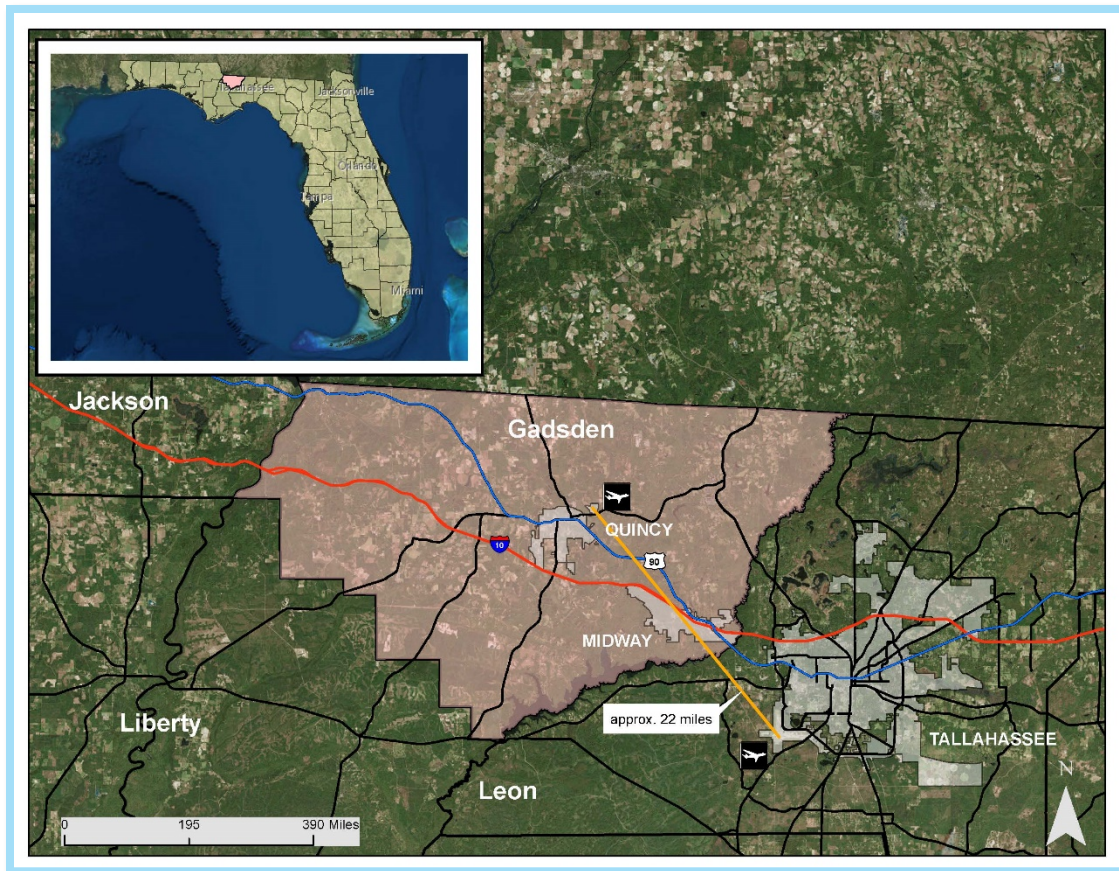 Tallahassee
Jacksonville
Orlando
Tampa
Miami
Jackson
Gadsden
QUINCY
10
90
MIDWAY
approx. 22 miles
Liberty
TALLAHASSEE
Leon
N
0 195 390 Miles